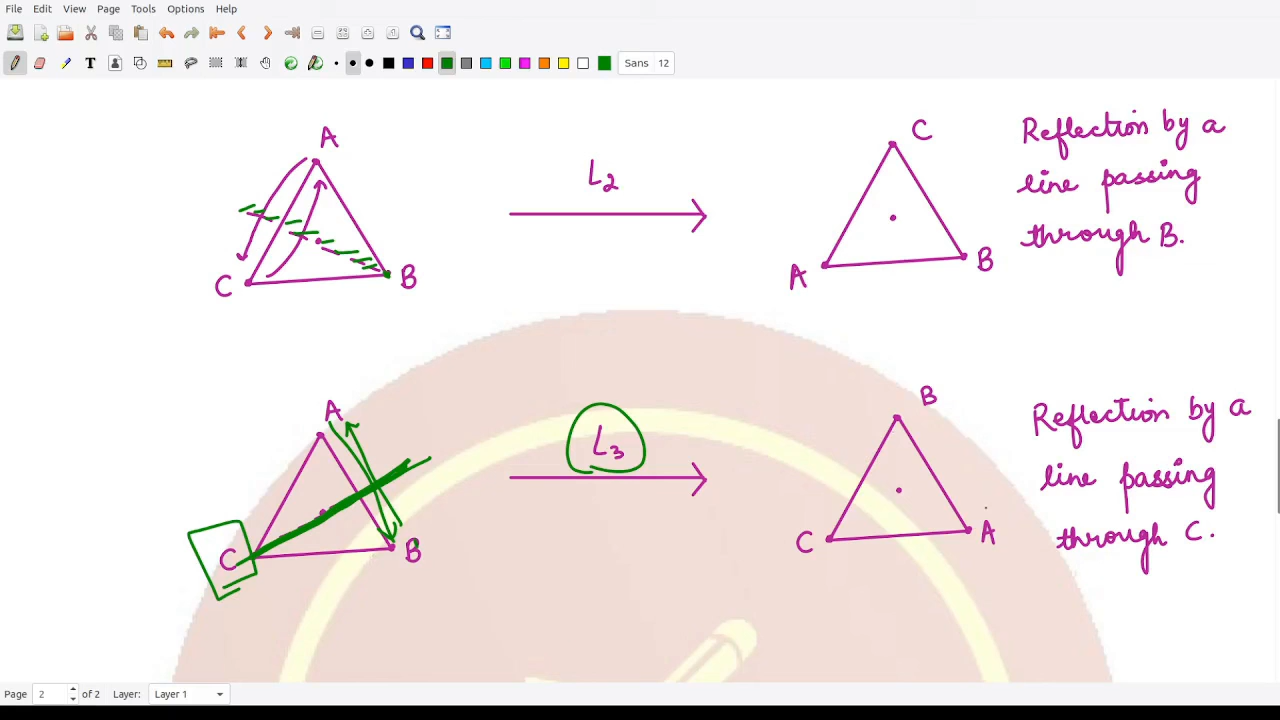 File Edit View Page Journal Tools Options Help
Sans 12
A
C
B
L2
C
A
B
Reflection by a
line passing
through B.
A
C
B
L3
B
C
A
Reflection by a
line passing
through C.
Page 2 of 2 Layer: Layer 1